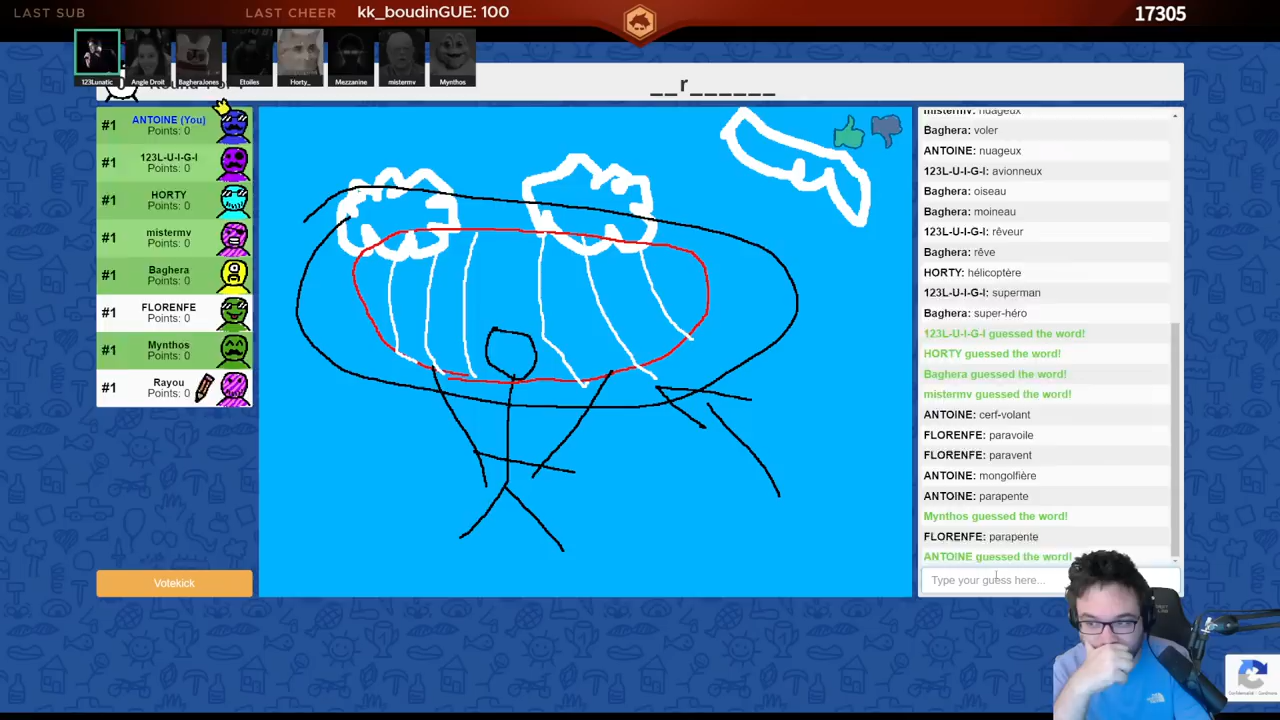 LAST SUB
LAST CHEER
kk_boudinGUE: 100
17305
123Lunatic
Angle Droit
BagheraJones
Etoiles
Horty_
Mezzanine
mistermv
Mynthos
__r______
#1 ANTOINE (You)
Points: 0
#1 123L-U-I-G-I
Points: 0
#1 HORTY
Points: 0
#1 mistermv
Points: 0
#1 Baghera
Points: 0
#1 FLORENFE
Points: 0
#1 Mynthos
Points: 0
#1 Rayou
Points: 0
Votekick
mistermv: nuageux
Baghera: voler
ANTOINE: nuageux
123L-U-I-G-I: avionneux
Baghera: oiseau
Baghera: moineau
123L-U-I-G-I: rêveur
Baghera: rêve
HORTY: hélicoptère
123L-U-I-G-I: superman
Baghera: super-héro
123L-U-I-G-I guessed the word!
HORTY guessed the word!
Baghera guessed the word!
mistermv guessed the word!
ANTOINE: cerf-volant
FLORENFE: paravoile
FLORENFE: paravent
ANTOINE: mongolfière
ANTOINE: parapente
Mynthos guessed the word!
FLORENFE: parapente
ANTOINE guessed the word!
Type your guess here...